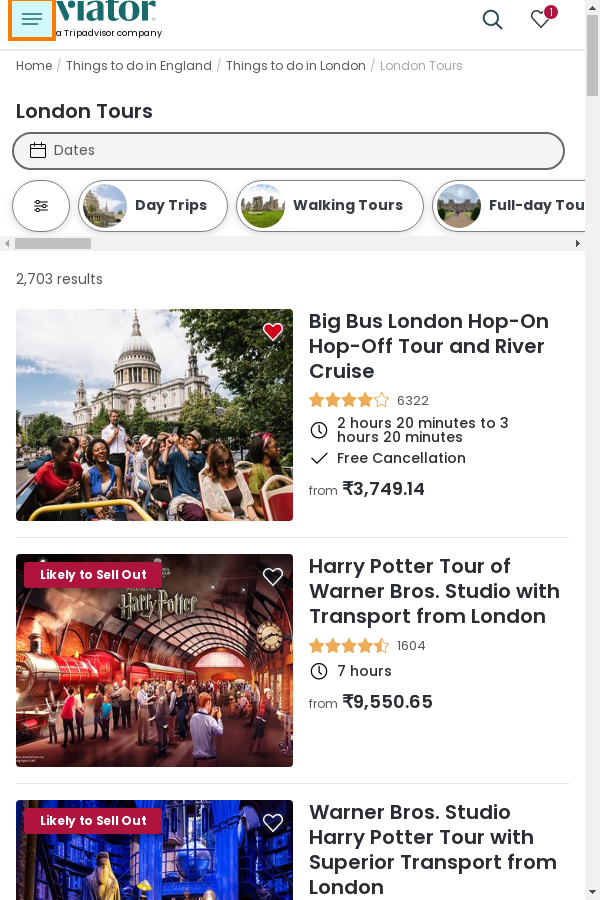 viator
a Tripadvisor company
1
Home / Things to do in England / Things to do in London / London Tours
London Tours
Dates
Day Trips
Walking Tours
Full-day Tou
2,703 results
Big Bus London Hop-On
Hop-Off Tour and River
Cruise
6322
2 hours 20 minutes to 3
hours 20 minutes
Free Cancellation
from ₹3,749.14
Likely to Sell Out
Harry Potter
Harry Potter Tour of
Warner Bros. Studio with
Transport from London
1604
7 hours
from ₹9,550.65
Likely to Sell Out
Warner Bros. Studio
Harry Potter Tour with
Superior Transport from
London